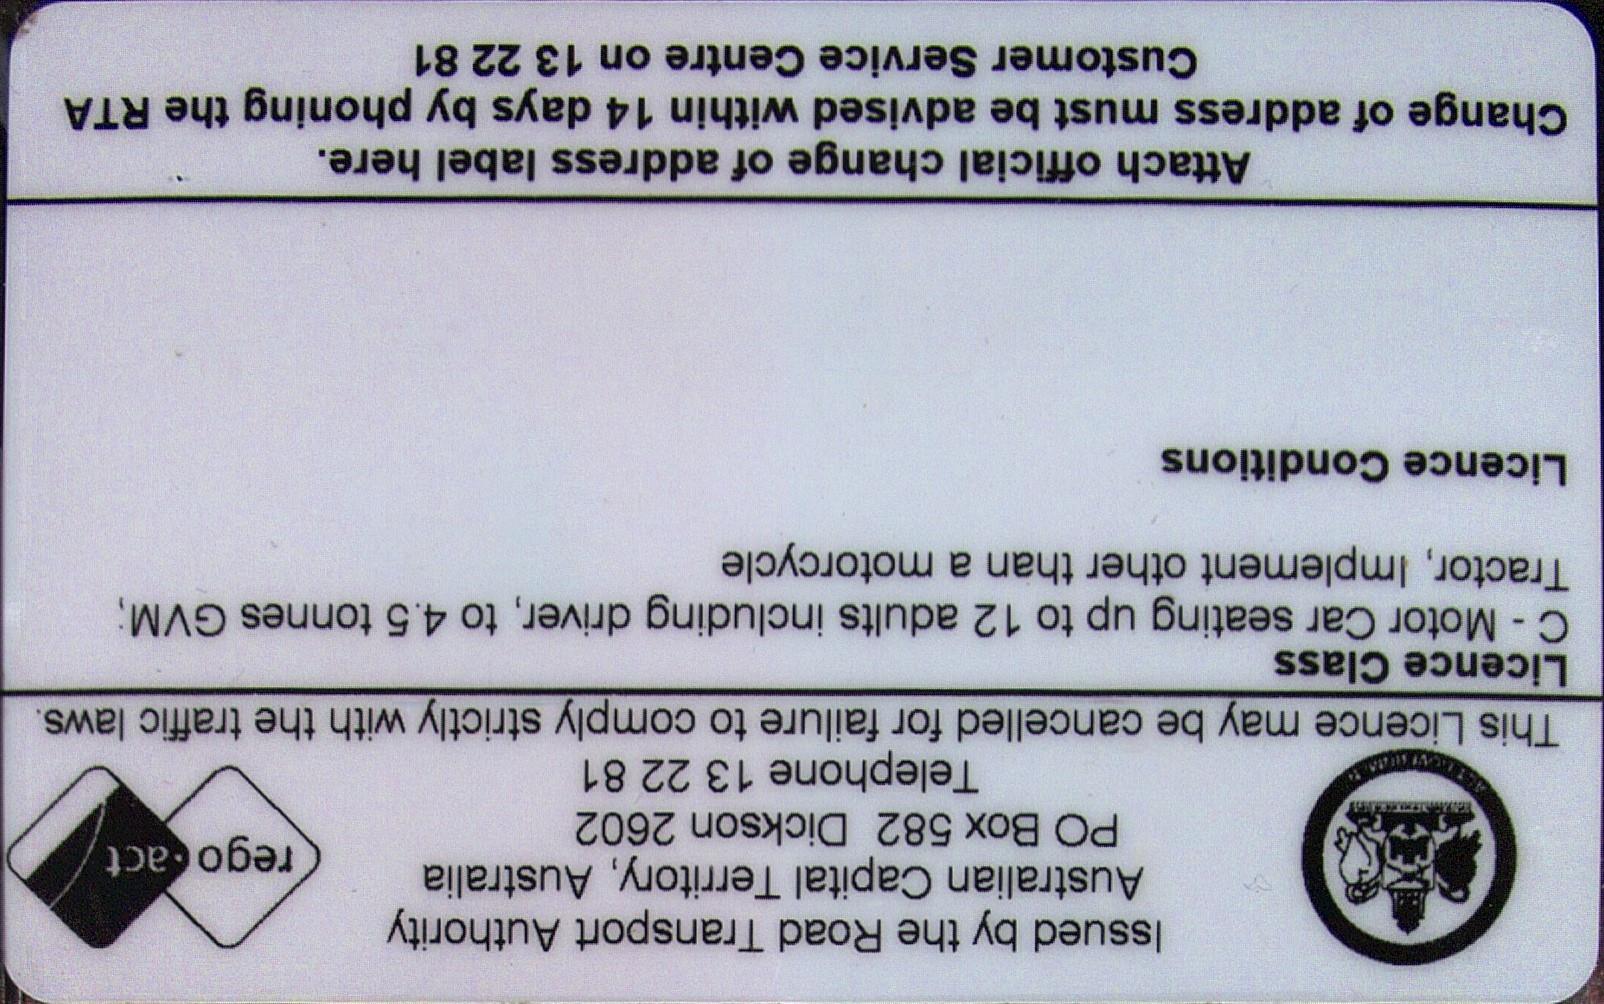 Issued by the Road Transport Authority
Australian Capital Territory, Australia
PO Box 582 Dickson 2602
Telephone 13 22 81
rego·act
This Licence may be cancelled for failure to comply strictly with the traffic laws.
Licence Class
C - Motor Car seating up to 12 adults including driver, to 4.5 tonnes GVM;
Tractor, Implement other than a motorcycle
Licence Conditions
Attach official change of address label here.
Change of address must be advised within 14 days by phoning the RTA
Customer Service Centre on 13 22 81